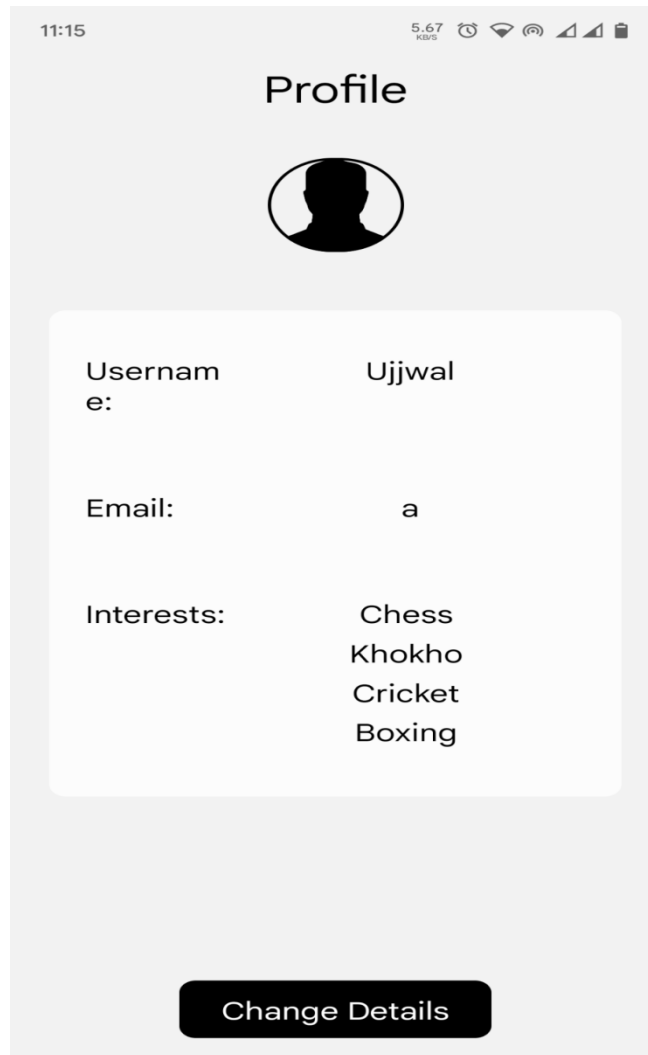 11:15
5.67
KB/S
Profile
Usernam
e:
Ujjwal
Email:
a
Interests:
Chess
Khokho
Cricket
Boxing
Change Details